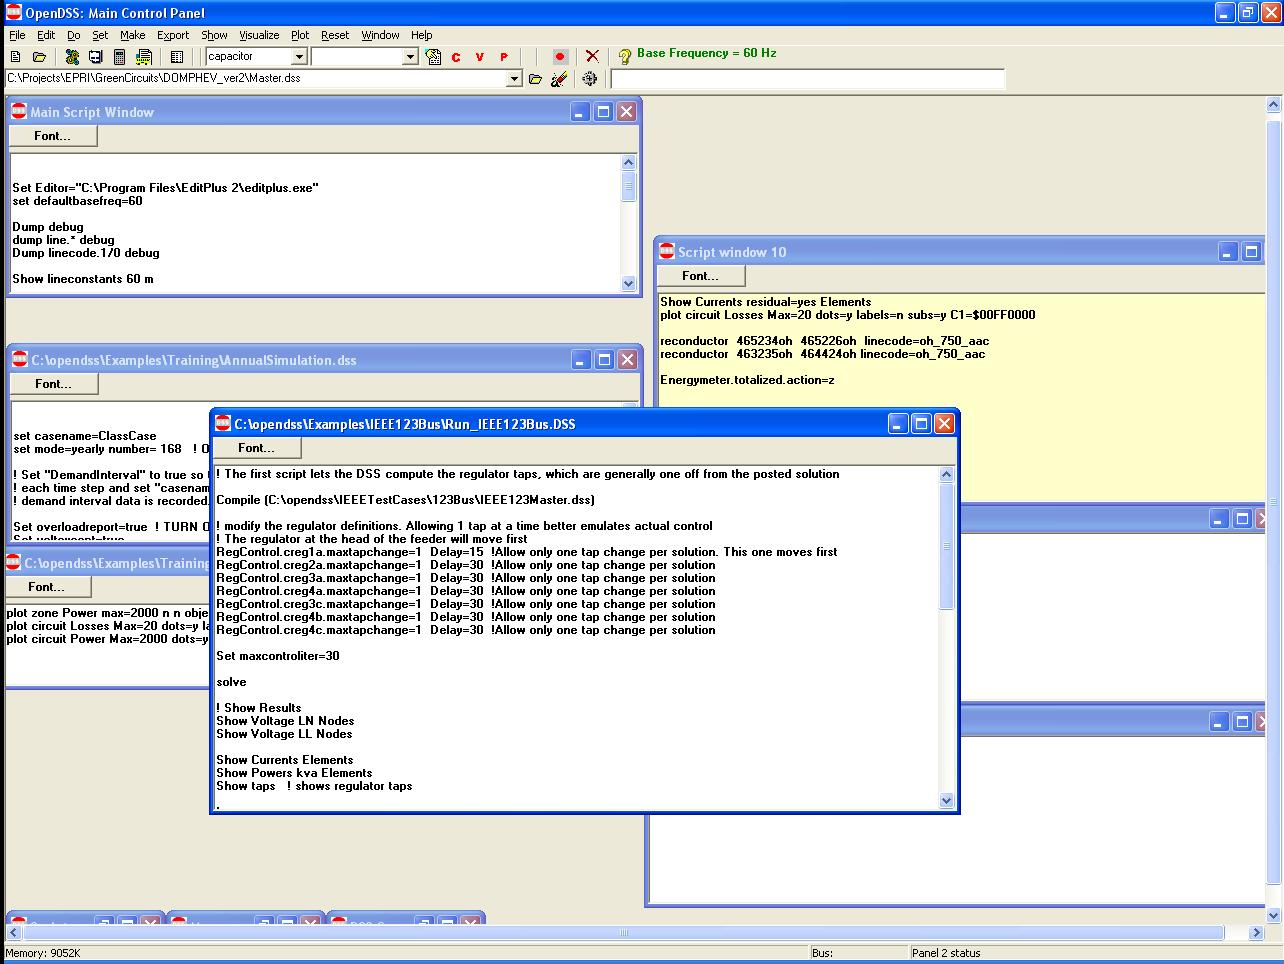 OpenDSS: Main Control Panel
File Edit Do Set Make Export Show Visualize Plot Reset Window Help
capacitor
C V P
Base Frequency = 60 Hz
C:\Projects\EPRI\GreenCircuits\DOMPHEV_ver2\Master.dss
Main Script Window
Font...
Set Editor="C:\Program Files\EditPlus 2\editplus.exe"
set defaultbasefreq=60
Dump debug
dump line.* debug
Dump linecode.1/0 debug
Show lineconstants 60 m
Script window 10
Font...
Show Currents residual=yes Elements
plot circuit Losses Max=20 dots=y labels=n subs=y C1=$00FF0000
reconductor 465234oh 465226oh linecode=oh_750_aac
reconductor 463235oh 464424oh linecode=oh_750_aac
Energymeter.totalized.action=z
C:\opendss\Examples\Training\AnnualSimulation.dss
Font...
set casename=ClassCase
set mode=yearly number= 168 ! O
! Set "DemandInterval" to true so
! each time step and set "casenam
! demand interval data is recorded.
Set overloadreport=true ! TURN O
Set voltexcept=true
C:\opendss\Examples\Training
Font...
plot zone Power max=2000 n n obje
plot circuit Losses Max=20 dots=y la
plot circuit Power Max=2000 dots=y
C:\opendss\Examples\IEEE123Bus\Run_IEEE123Bus.DSS
Font...
! The first script lets the DSS compute the regulator taps, which are generally one off from the posted solution
Compile (C:\opendss\IEEETestCases\123Bus\IEEE123Master.dss)
! modify the regulator definitions. Allowing 1 tap at a time better emulates actual control
! The regulator at the head of the feeder will move first
RegControl.creg1a.maxtapchange=1 Delay=15 !Allow only one tap change per solution. This one moves first
RegControl.creg2a.maxtapchange=1 Delay=30 !Allow only one tap change per solution
RegControl.creg3a.maxtapchange=1 Delay=30 !Allow only one tap change per solution
RegControl.creg4a.maxtapchange=1 Delay=30 !Allow only one tap change per solution
RegControl.creg3c.maxtapchange=1 Delay=30 !Allow only one tap change per solution
RegControl.creg4b.maxtapchange=1 Delay=30 !Allow only one tap change per solution
RegControl.creg4c.maxtapchange=1 Delay=30 !Allow only one tap change per solution
Set maxcontroliter=30
solve
! Show Results
Show Voltage LN Nodes
Show Voltage LL Nodes
Show Currents Elements
Show Powers kva Elements
Show taps ! shows regulator taps
Memory: 9052K
Bus:
Panel 2 status